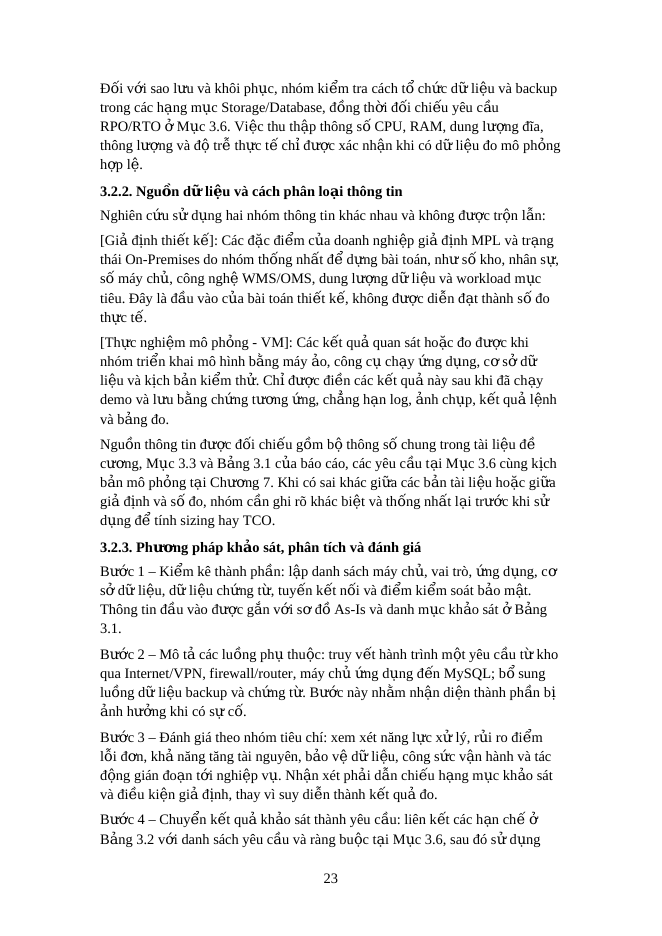 Đối với sao lưu và khôi phục, nhóm kiểm tra cách tổ chức dữ liệu và backup
trong các hạng mục Storage/Database, đồng thời đối chiếu yêu cầu
RPO/RTO ở Mục 3.6. Việc thu thập thông số CPU, RAM, dung lượng đĩa,
thông lượng và độ trễ thực tế chỉ được xác nhận khi có dữ liệu đo mô phỏng
hợp lệ.
3.2.2. Nguồn dữ liệu và cách phân loại thông tin
Nghiên cứu sử dụng hai nhóm thông tin khác nhau và không được trộn lẫn:
[Giả định thiết kế]: Các đặc điểm của doanh nghiệp giả định MPL và trạng
thái On-Premises do nhóm thống nhất để dựng bài toán, như số kho, nhân sự,
số máy chủ, công nghệ WMS/OMS, dung lượng dữ liệu và workload mục
tiêu. Đây là đầu vào của bài toán thiết kế, không được diễn đạt thành số đo
thực tế.
[Thực nghiệm mô phỏng - VM]: Các kết quả quan sát hoặc đo được khi
nhóm triển khai mô hình bằng máy ảo, công cụ chạy ứng dụng, cơ sở dữ
liệu và kịch bản kiểm thử. Chỉ được điền các kết quả này sau khi đã chạy
demo và lưu bằng chứng tương ứng, chẳng hạn log, ảnh chụp, kết quả lệnh
và bảng đo.
Nguồn thông tin được đối chiếu gồm bộ thông số chung trong tài liệu đề
cương, Mục 3.3 và Bảng 3.1 của báo cáo, các yêu cầu tại Mục 3.6 cùng kịch
bản mô phỏng tại Chương 7. Khi có sai khác giữa các bản tài liệu hoặc giữa
giả định và số đo, nhóm cần ghi rõ khác biệt và thống nhất lại trước khi sử
dụng để tính sizing hay TCO.
3.2.3. Phương pháp khảo sát, phân tích và đánh giá
Bước 1 – Kiểm kê thành phần: lập danh sách máy chủ, vai trò, ứng dụng, cơ
sở dữ liệu, dữ liệu chứng từ, tuyến kết nối và điểm kiểm soát bảo mật.
Thông tin đầu vào được gắn với sơ đồ As-Is và danh mục khảo sát ở Bảng
3.1.
Bước 2 – Mô tả các luồng phụ thuộc: truy vết hành trình một yêu cầu từ kho
qua Internet/VPN, firewall/router, máy chủ ứng dụng đến MySQL; bổ sung
luồng dữ liệu backup và chứng từ. Bước này nhằm nhận diện thành phần bị
ảnh hưởng khi có sự cố.
Bước 3 – Đánh giá theo nhóm tiêu chí: xem xét năng lực xử lý, rủi ro điểm
lỗi đơn, khả năng tăng tài nguyên, bảo vệ dữ liệu, công sức vận hành và tác
động gián đoạn tới nghiệp vụ. Nhận xét phải dẫn chiếu hạng mục khảo sát
và điều kiện giả định, thay vì suy diễn thành kết quả đo.
Bước 4 – Chuyển kết quả khảo sát thành yêu cầu: liên kết các hạn chế ở
Bảng 3.2 với danh sách yêu cầu và ràng buộc tại Mục 3.6, sau đó sử dụng
23